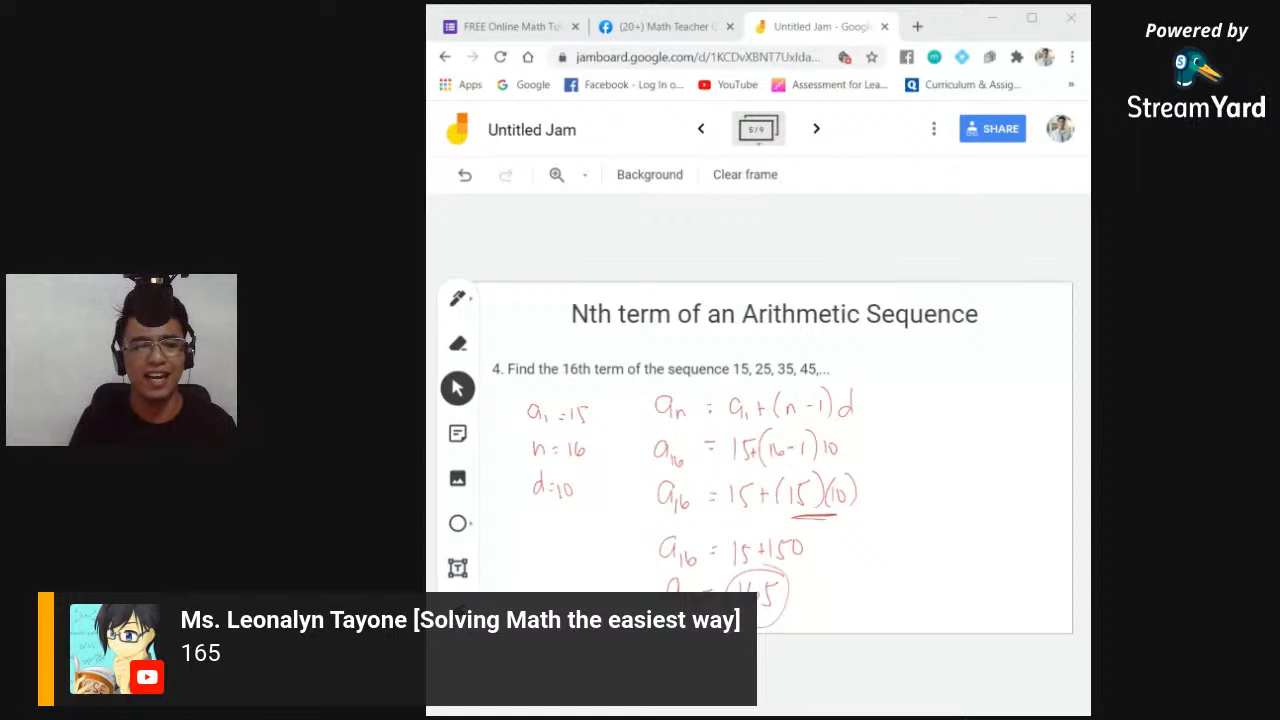 Powered by
StreamYard
FREE Online Math Tu
(20+) Math Teacher
Untitled Jam - Goog
jamboard.google.com/d/1KCDvXBNT7UxIda...
Apps
Google
Facebook - Log In o...
YouTube
Assessment for Lea...
Curriculum & Assig...
»
Untitled Jam
5/9
SHARE
Background
Clear frame
Nth term of an Arithmetic Sequence
4. Find the 16th term of the sequence 15, 25, 35, 45,...
a₁ = 15
n = 16
d = 10
aₙ = a₁ + (n - 1) d
a₁₆ = 15 + (16 - 1) 10
a₁₆ = 15 + (15)(10)
a₁₆ = 15 + 150
Ms. Leonalyn Tayone [Solving Math the easiest way]
165